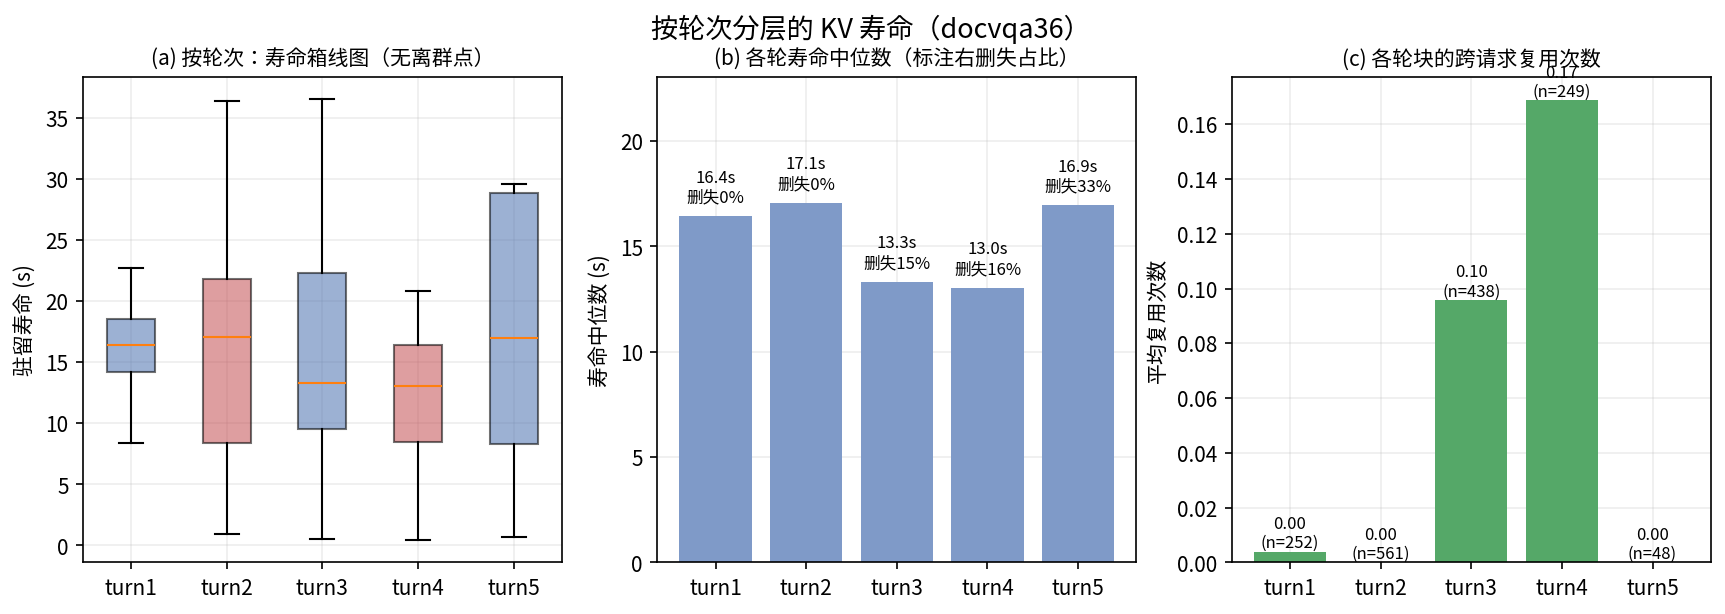 按轮次分层的 KV 寿命（docvqa36）
(a) 按轮次：寿命箱线图（无离群点）
驻留寿命 (s)
35
30
25
20
15
10
5
0
turn1 turn2 turn3 turn4 turn5
(b) 各轮寿命中位数（标注右删失占比）
寿命中位数 (s)
20
15
10
5
0
16.4s
删失0%
17.1s
删失0%
13.3s
删失15%
13.0s
删失16%
16.9s
删失33%
turn1 turn2 turn3 turn4 turn5
(c) 各轮块的跨请求复用次数
平均复用次数
0.16
0.14
0.12
0.10
0.08
0.06
0.04
0.02
0.00
0.00
(n=252)
0.00
(n=561)
0.10
(n=438)
0.17
(n=249)
0.00
(n=48)
turn1 turn2 turn3 turn4 turn5